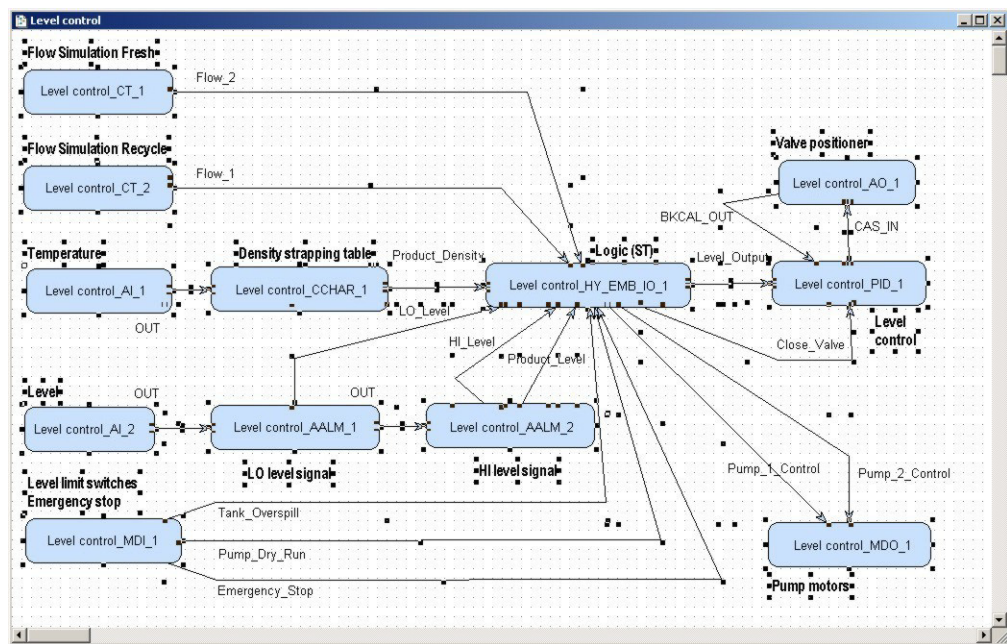 Level control
Flow Simulation Fresh
Level control_CT_1
Flow_2
Flow Simulation Recycle
Level control_CT_2
Flow_1
Valve positioner
Level control_AO_1
BKCAL_OUT
CAS_IN
Temperature
Level control_AI_1
OUT
Density strapping table
Level control_CCHAR_1
Product_Density
Logic (ST)
Level control_HY_EMB_IO_1
Level_Output
Level control_PID_1
Level
control
Close_Valve
LO_Level
HI_Level
Product_Level
Level
OUT
Level control_AI_2
OUT
Level control_AALM_1
LO level signal
Level control_AALM_2
HI level signal
Level limit switches
Emergency stop
Level control_MDI_1
Tank_Overspill
Pump_Dry_Run
Emergency_Stop
Pump_1_Control
Pump_2_Control
Level control_MDO_1
Pump motors